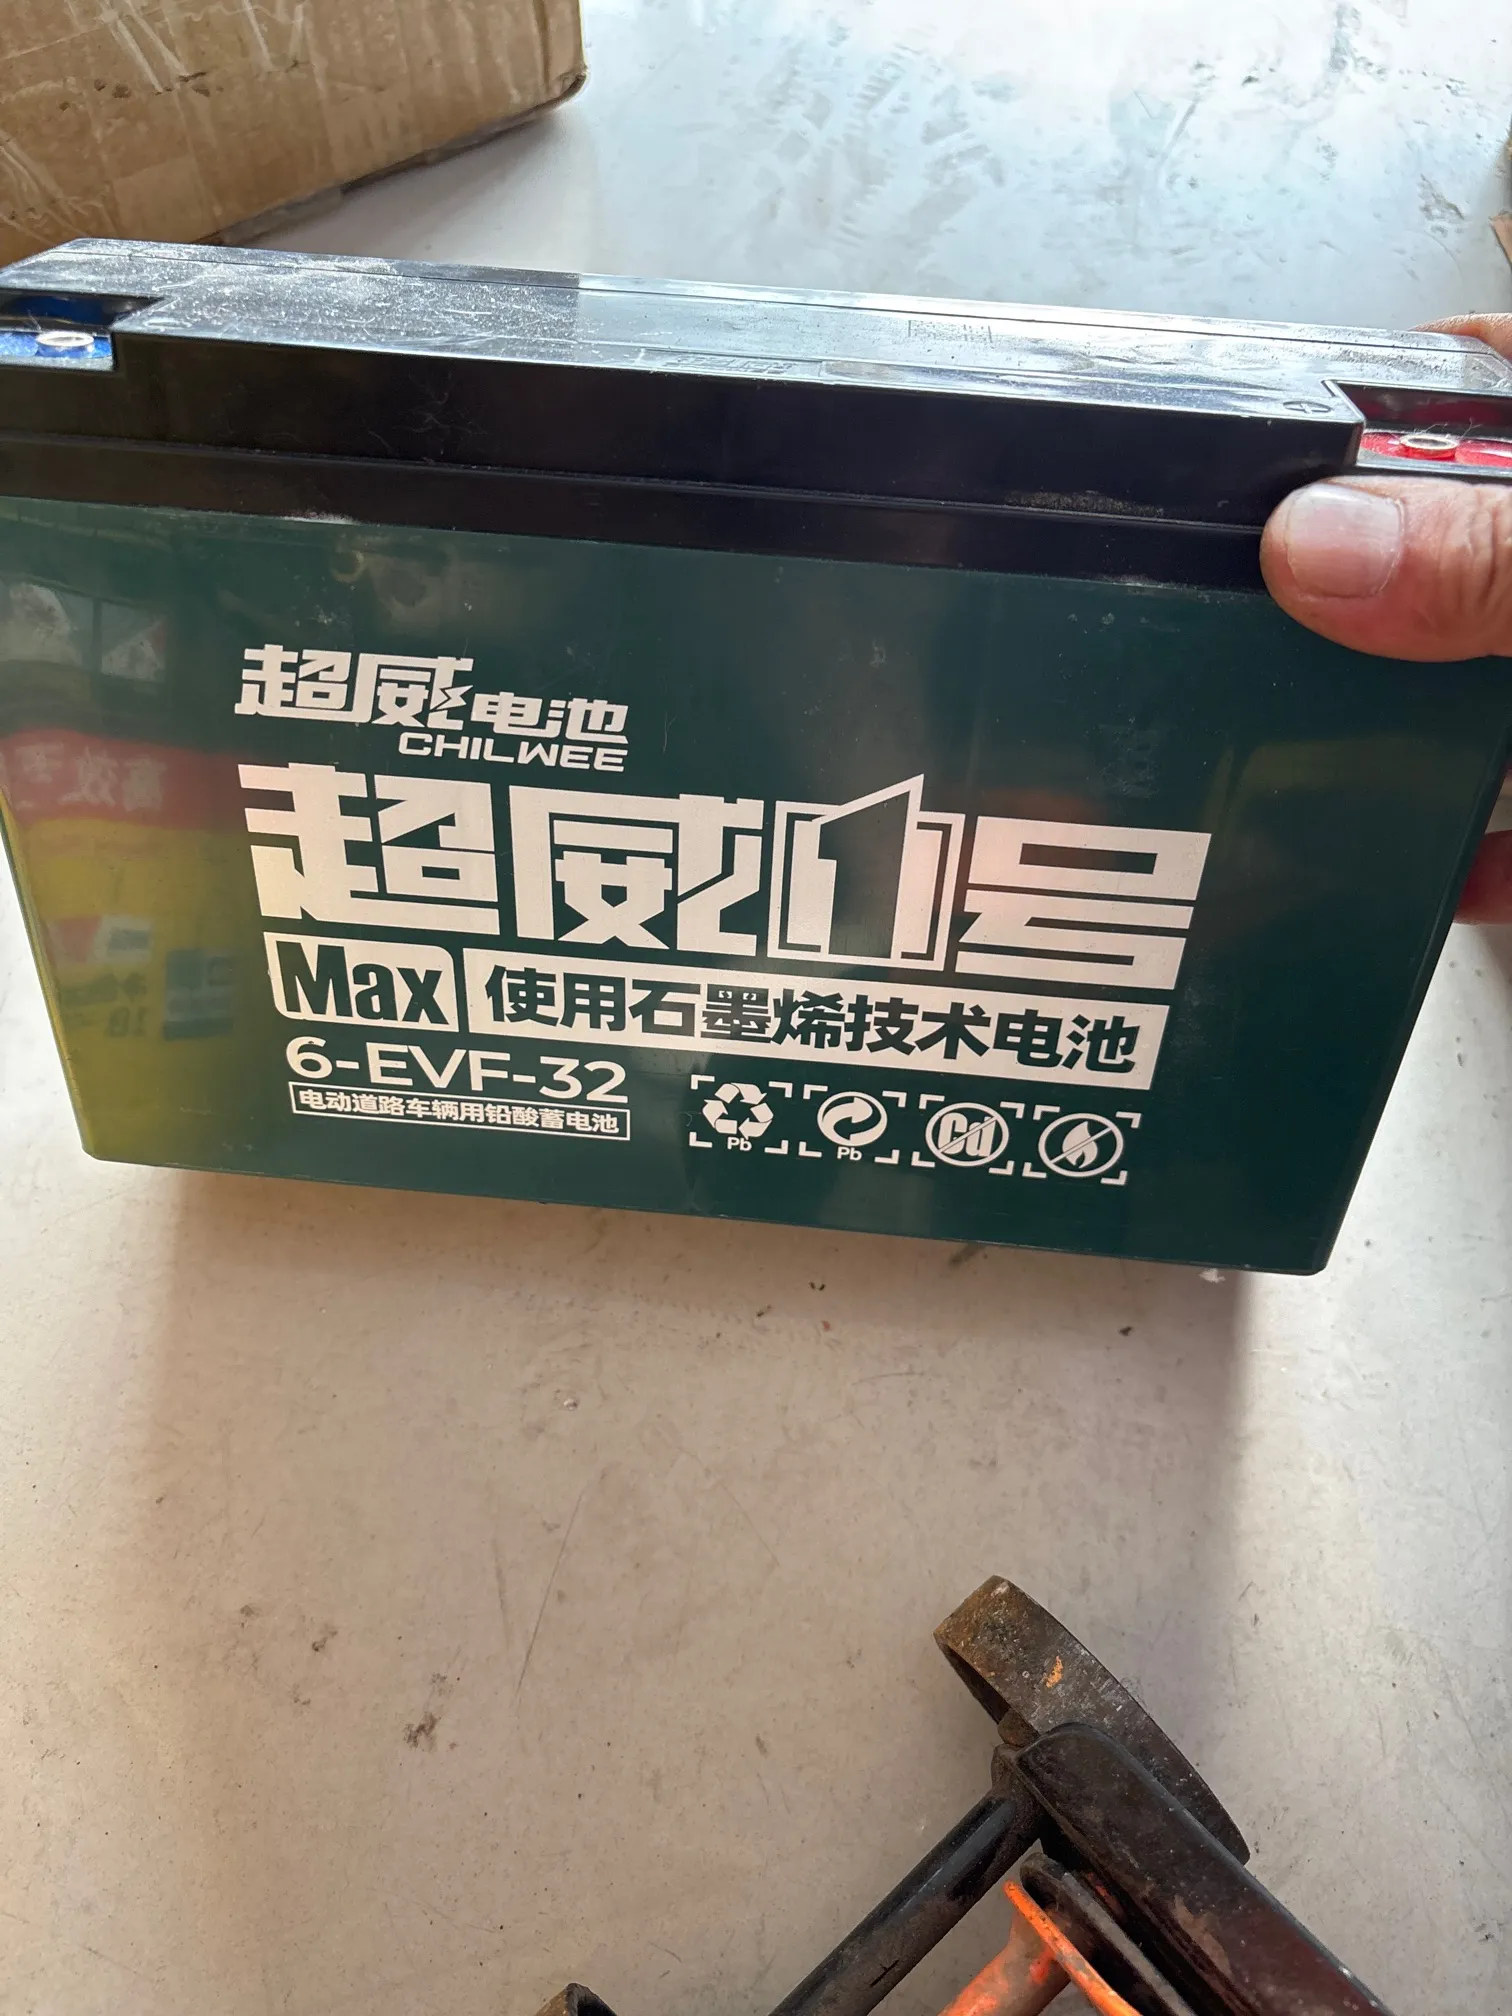 超威电池
CHILWEE
超威1号
Max 使用石墨烯技术电池
6-EVF-32
电动道路车辆用铅酸蓄电池
Pb Pb Cd